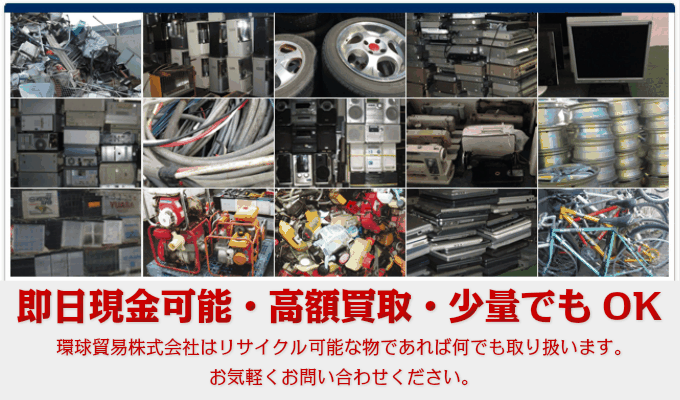 即日現金可能・高額買取・少量でも OK
環球貿易株式会社はリサイクル可能な物であれば何でも取り扱います。
お気軽くお問い合わせください。